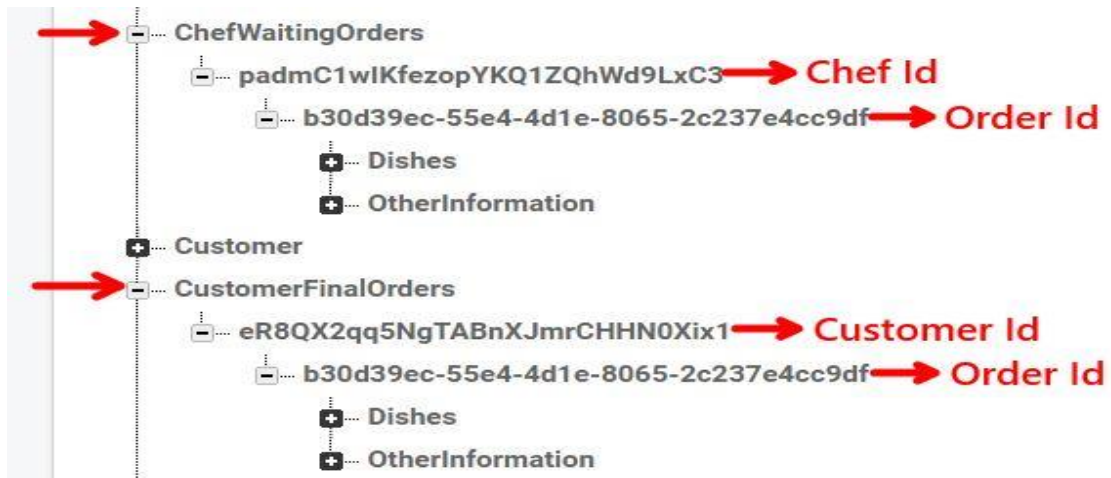 ChefWaitingOrders
padmC1wIKfezopYKQ1ZQhWd9LxC3 Chef Id
b30d39ec-55e4-4d1e-8065-2c237e4cc9df Order Id
Dishes
OtherInformation
Customer
CustomerFinalOrders
eR8QX2qq5NgTABnXJmrCHHN0Xix1 Customer Id
b30d39ec-55e4-4d1e-8065-2c237e4cc9df Order Id
Dishes
OtherInformation